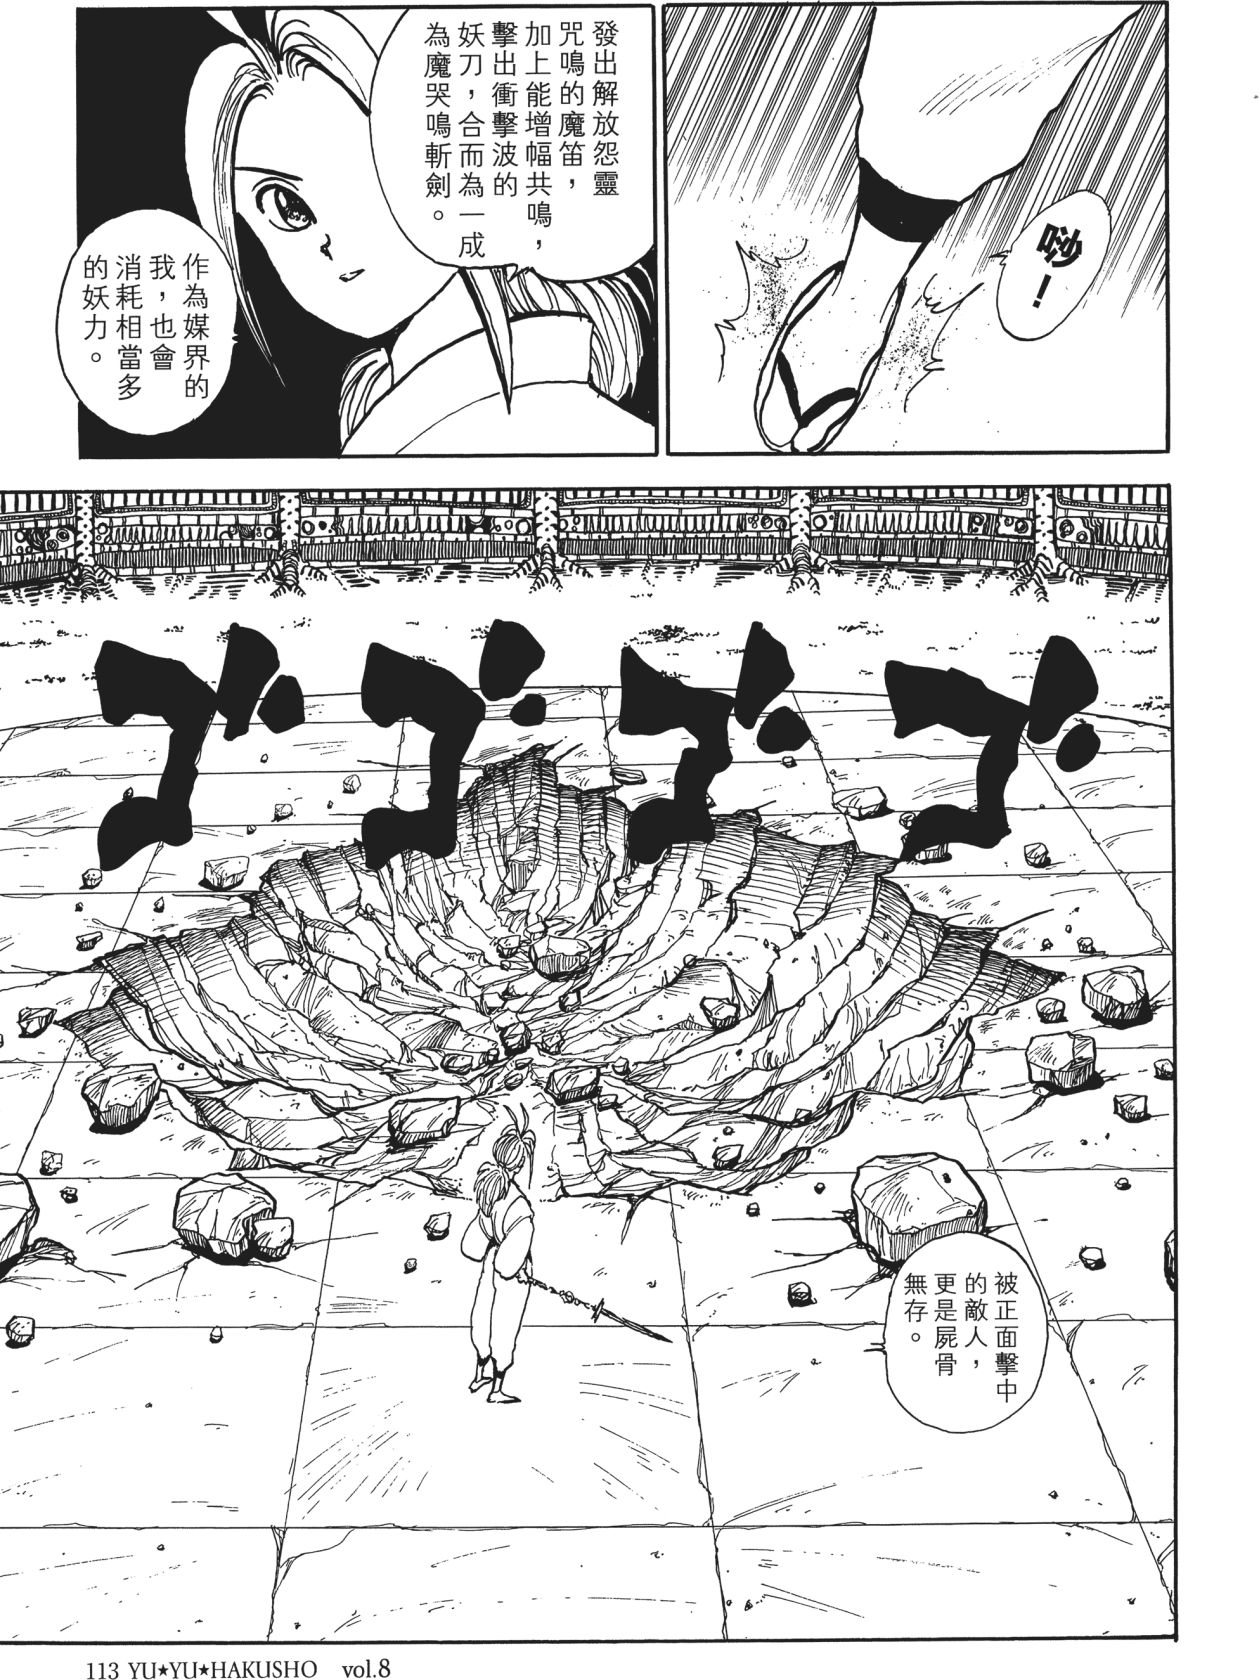 吵！
發出解放怨靈
咒鳴的魔笛，
加上能增幅共鳴，
擊出衝擊波的
妖刀，合而為一成
為魔哭鳴斬劍。
作為媒界的
我，也會
消耗相當多
的妖力。
ゴゴゴゴ
被正面擊中
的敵人，
更是屍骨
無存。
113 YU★YU★HAKUSHO vol.8